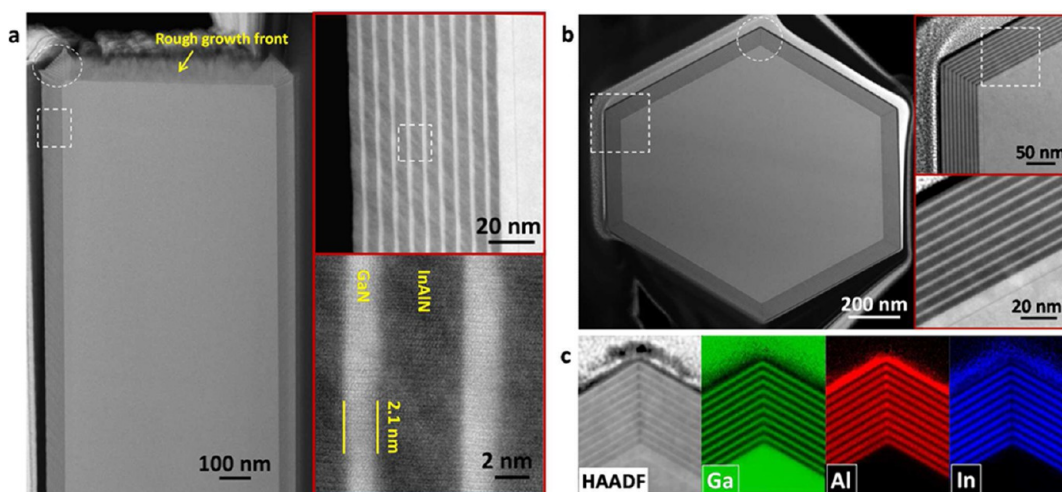 a
Rough growth front
100 nm
20 nm
GaN
InAlN
2.1 nm
2 nm
b
200 nm
50 nm
20 nm
c
HAADF
Ga
Al
In